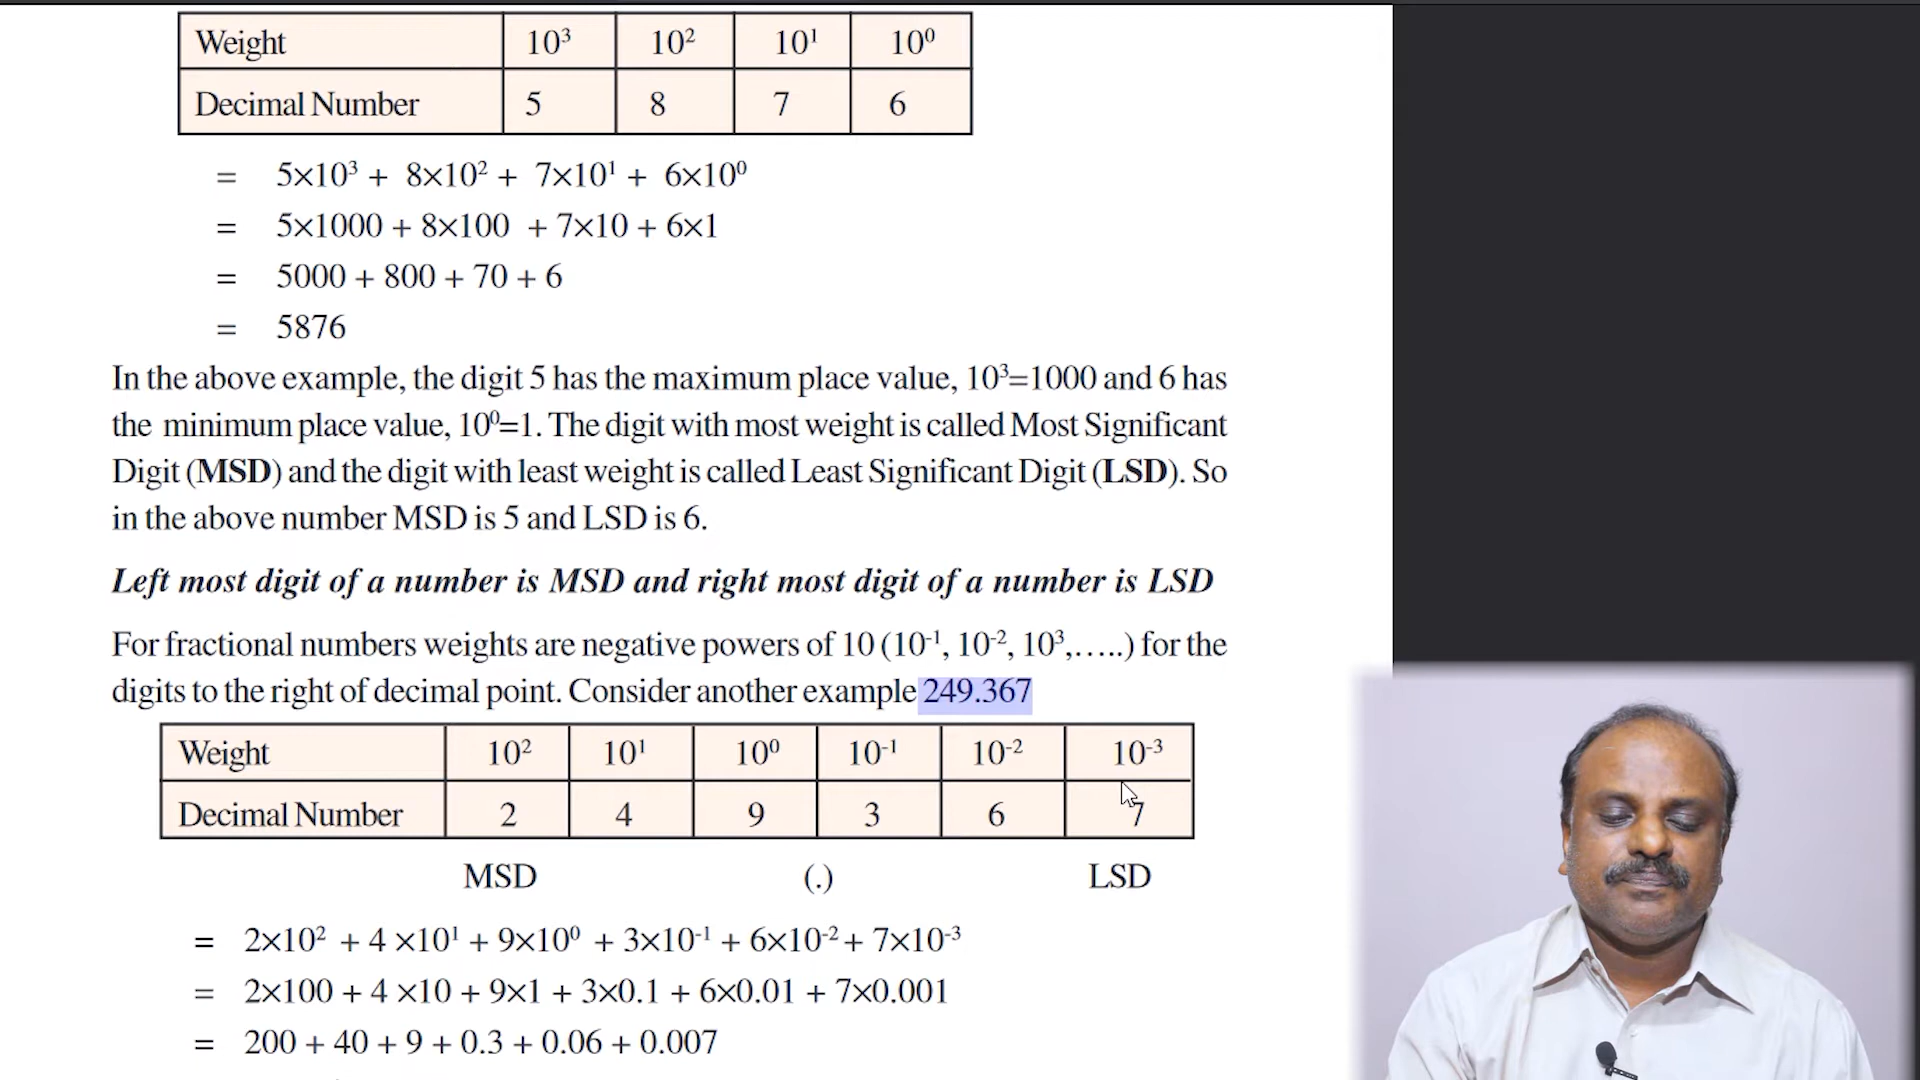 Weight 10³ 10² 10¹ 10⁰
Decimal Number 5 8 7 6
= 5×10³ + 8×10² + 7×10¹ + 6×10⁰
= 5×1000 + 8×100 + 7×10 + 6×1
= 5000 + 800 + 70 + 6
= 5876
In the above example, the digit 5 has the maximum place value, 10³=1000 and 6 has
the minimum place value, 10⁰=1. The digit with most weight is called Most Significant
Digit (MSD) and the digit with least weight is called Least Significant Digit (LSD). So
in the above number MSD is 5 and LSD is 6.
Left most digit of a number is MSD and right most digit of a number is LSD
For fractional numbers weights are negative powers of 10 (10⁻¹, 10⁻², 10³,.....) for the
digits to the right of decimal point. Consider another example 249.367
Weight 10² 10¹ 10⁰ 10⁻¹ 10⁻² 10⁻³
Decimal Number 2 4 9 3 6 7
MSD (.) LSD
= 2×10² + 4 ×10¹ + 9×10⁰ + 3×10⁻¹ + 6×10⁻² + 7×10⁻³
= 2×100 + 4 ×10 + 9×1 + 3×0.1 + 6×0.01 + 7×0.001
= 200 + 40 + 9 + 0.3 + 0.06 + 0.007